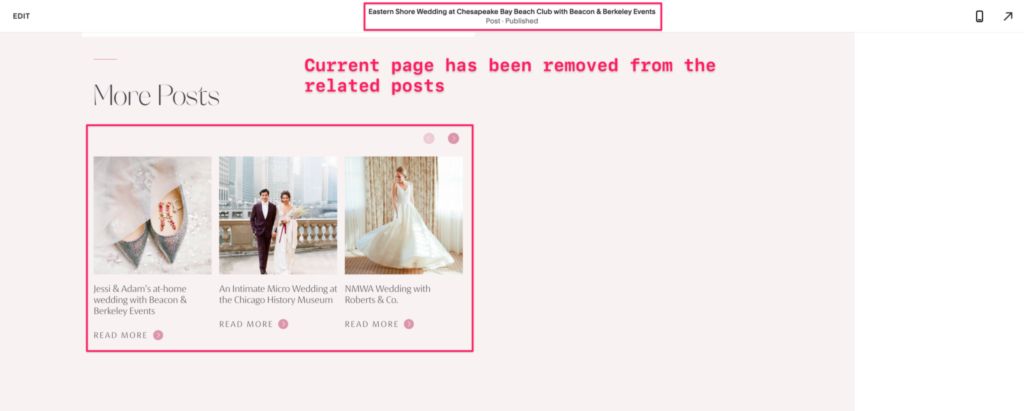 EDIT
Eastern Shore Wedding at Chesapeake Bay Beach Club with Beacon & Berkeley Events
Post · Published
Current page has been removed from the
related posts
More Posts
Jessi & Adam's at-home
wedding with Beacon &
Berkeley Events
READ MORE
An Intimate Micro Wedding at
the Chicago History Museum
READ MORE
NMWA Wedding with
Roberts & Co.
READ MORE